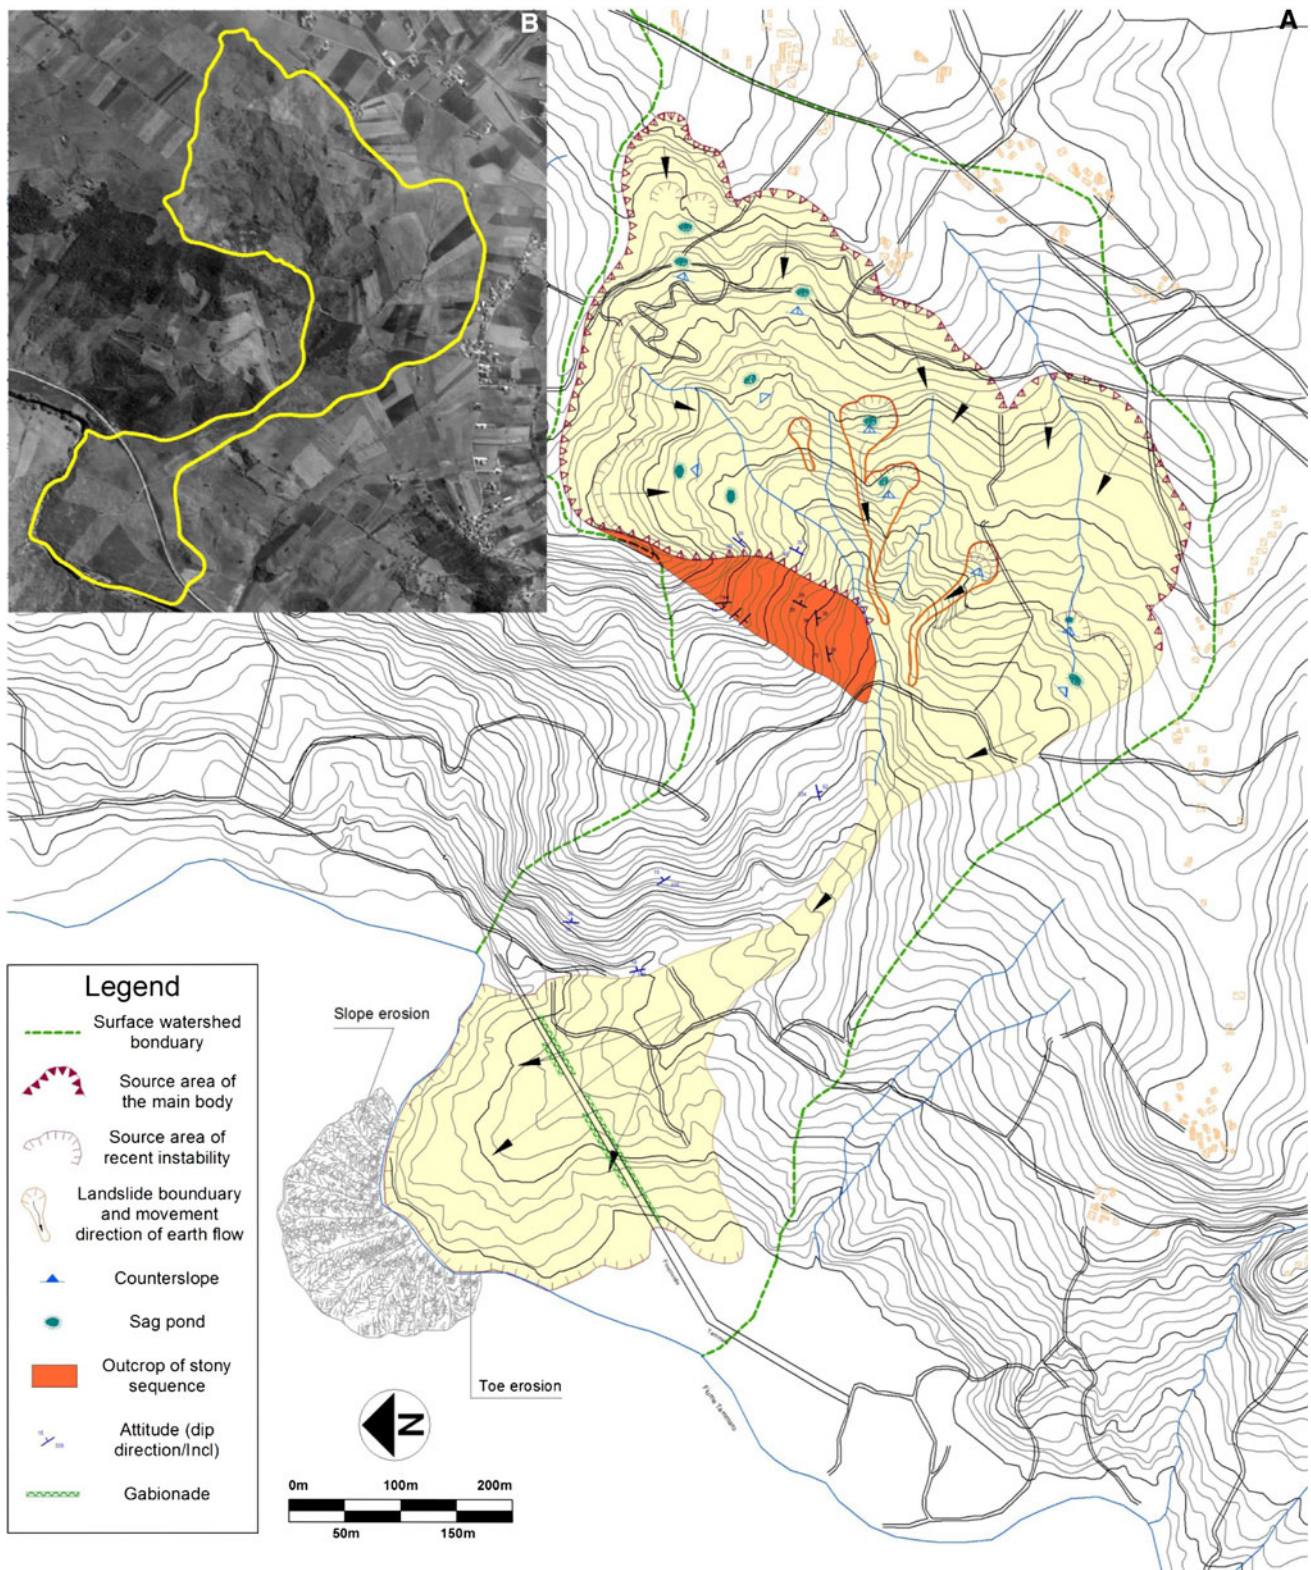 B
A
Legend
Surface watershed
bonduary
Source area of
the main body
Source area of
recent instability
Landslide bounduary
and movement
direction of earth flow
Counterslope
Sag pond
Outcrop of stony
sequence
Attitude (dip
direction/Incl)
Gabionade
Slope erosion
Toe erosion
N
0m 100m 200m
50m 150m